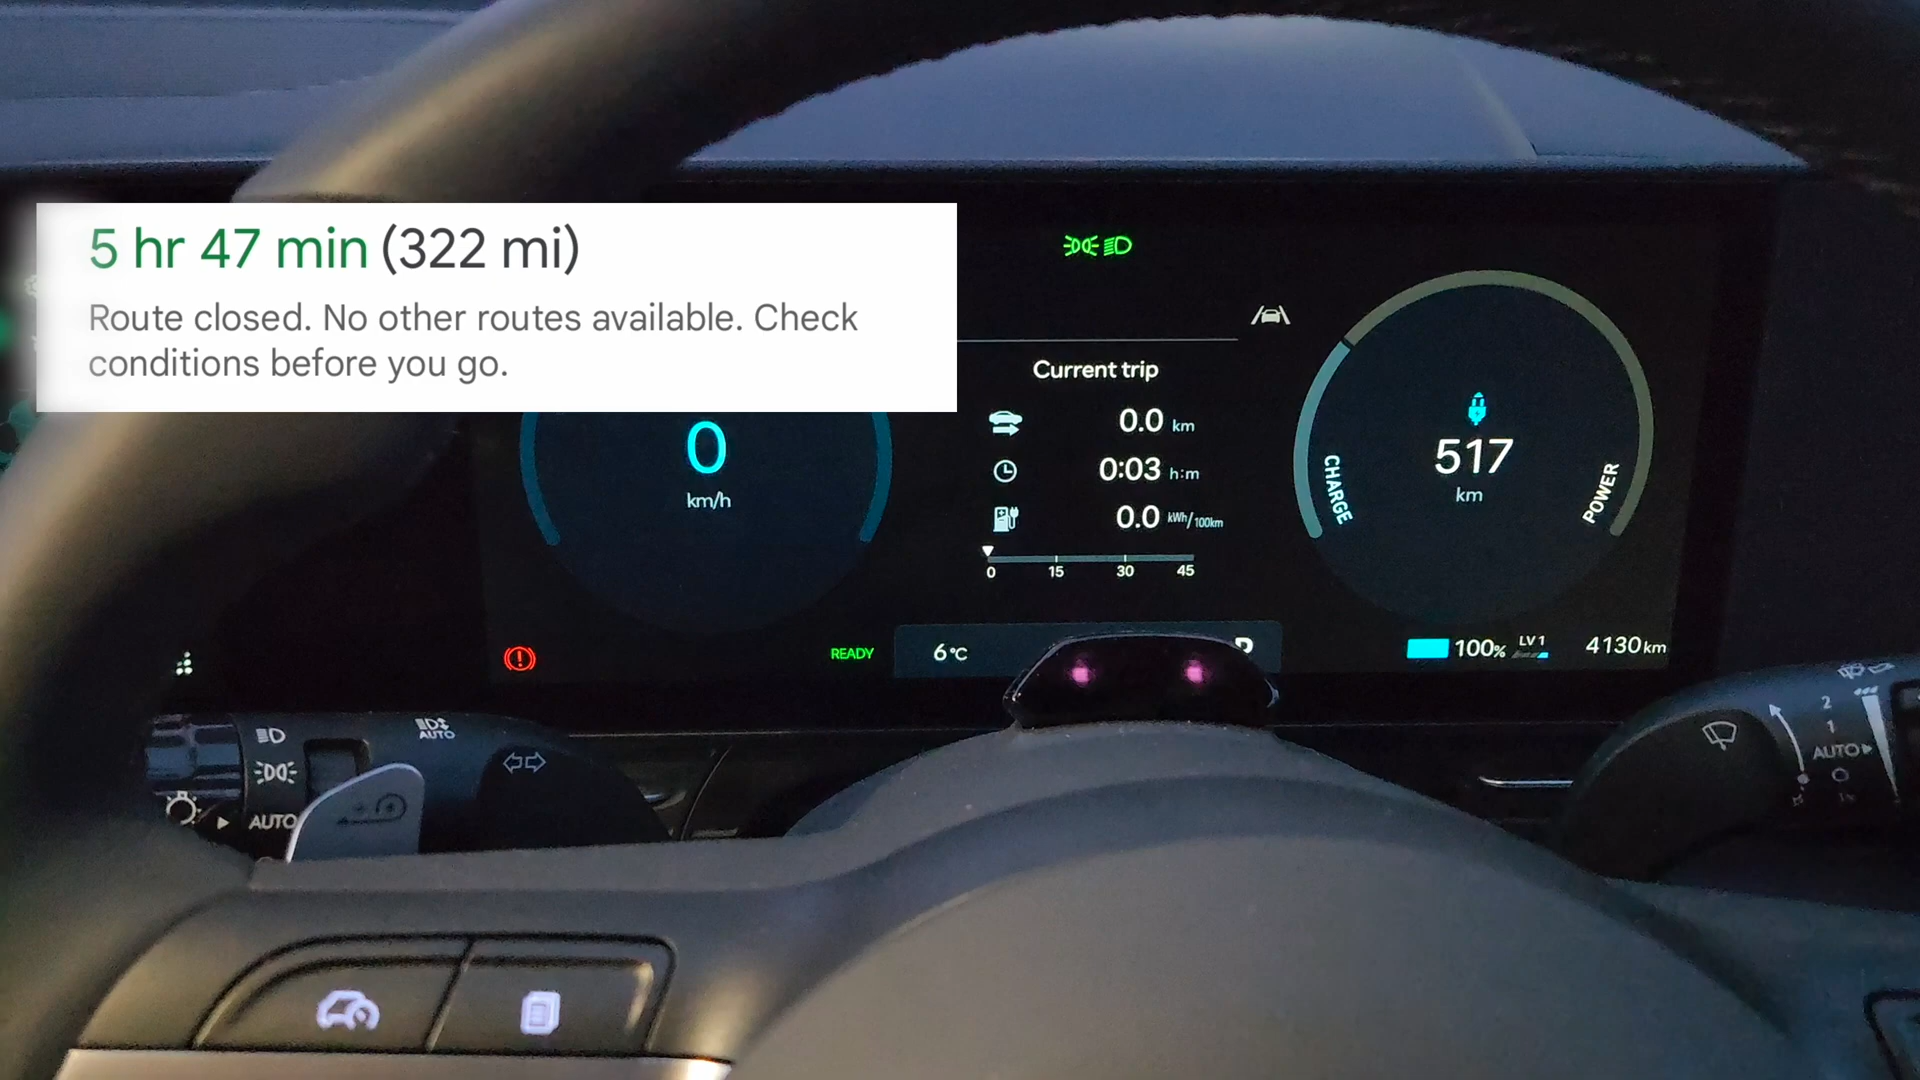 5 hr 47 min (322 mi)
Route closed. No other routes available. Check
conditions before you go.
Current trip
0.0 km
0:03 h:m
0.0 kWh/100km
0 15 30 45
0
km/h
517
km
CHARGE
POWER
READY
6°C
100%
LV 1
4130km
AUTO
AUTO
2
1
AUTO